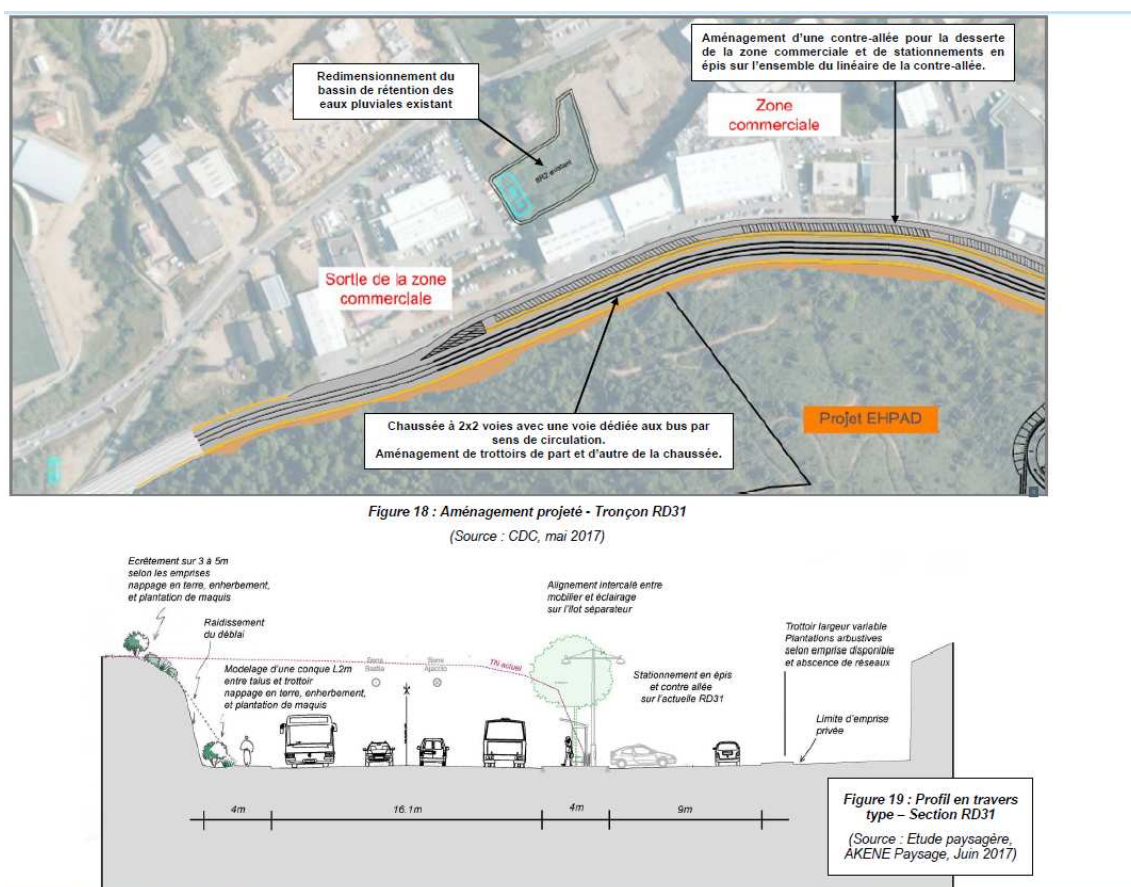 Aménagement d'une contre-allée pour la desserte
de la zone commerciale et de stationnements en
épis sur l'ensemble du linéaire de la contre-allée.
Redimensionnement du
bassin de rétention des
eaux pluviales existant
Zone
commerciale
BR2 existant
Sortie de la zone
commerciale
Chaussée à 2x2 voies avec une voie dédiée aux bus par
sens de circulation.
Aménagement de trottoirs de part et d'autre de la chaussée.
Projet EHPAD
Figure 18 : Aménagement projeté - Tronçon RD31
(Source : CDC, mai 2017)
Ecrêtement sur 3 à 5m
selon les emprises
nappage en terre, enherbement,
et plantation de maquis
Raidissement
du déblai
Modelage d'une conque L2m
entre talus et trottoir
nappage en terre, enherbement,
et plantation de maquis
Sens
Bastia
Sens
Ajaccio
TN actuel
Alignement intercalé entre
mobilier et éclairage
sur l'îlot séparateur
Stationnement en épis
et contre allée
sur l'actuelle RD31
Trottoir largeur variable
Plantations arbustives
selon emprise disponible
et absence de réseaux
Limite d'emprise
privée
4m
16.1m
4m
9m
Figure 19 : Profil en travers
type – Section RD31
(Source : Etude paysagère,
AKENE Paysage, Juin 2017)